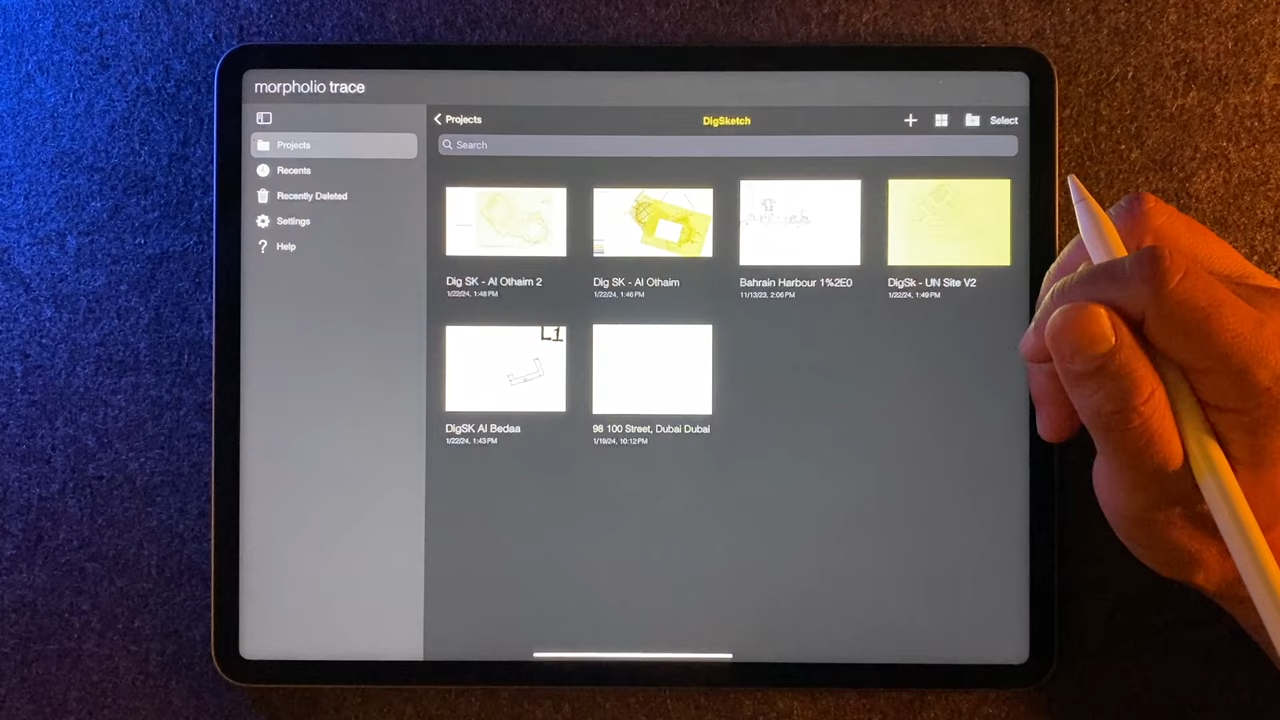 morpholio trace
Projects
DigSketch
Select
Search
Projects
Recents
Recently Deleted
Settings
Help
Dig SK - Al Othaim 2
1/22/24, 1:48 PM
Dig SK - Al Othaim
1/22/24, 1:46 PM
Bahrain Harbour 1%2E0
11/13/23, 2:06 PM
DigSk - UN Site V2
1/22/24, 1:49 PM
L1
DigSK Al Bedaa
1/22/24, 1:43 PM
98 100 Street, Dubai Dubai
1/19/24, 10:12 PM